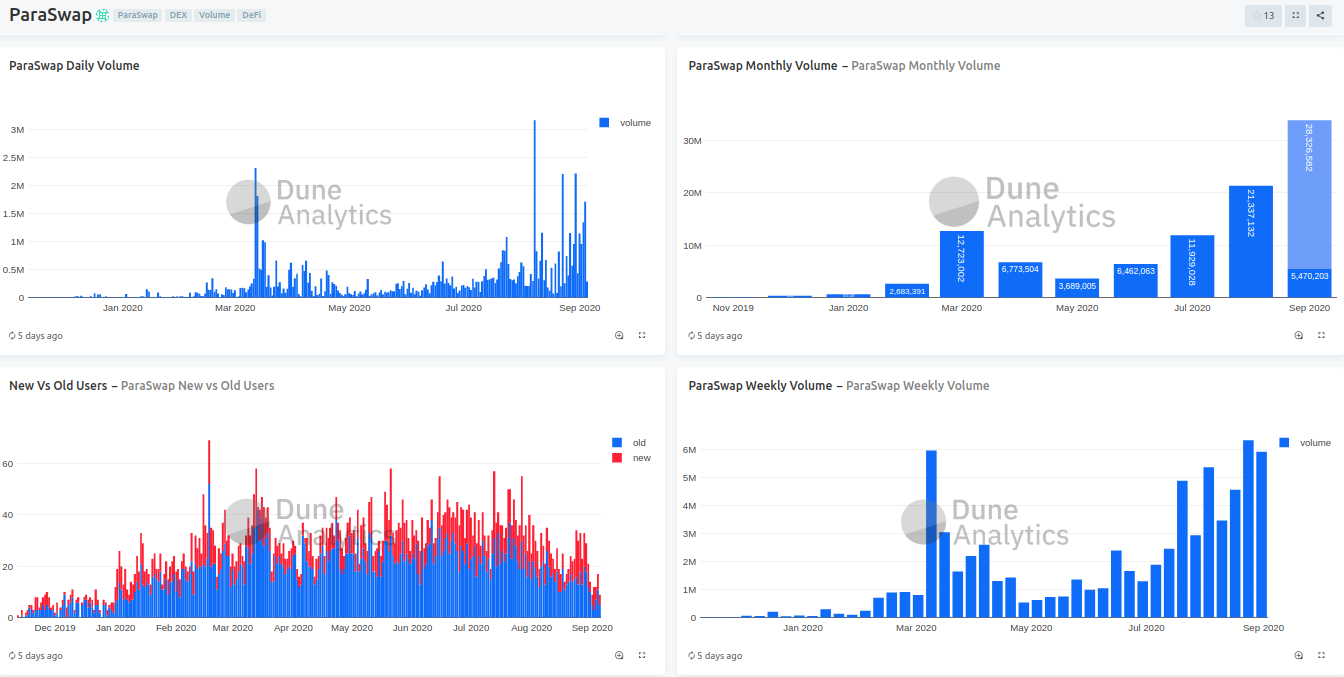 ParaSwap ParaSwap DEX Volume DeFi 13
ParaSwap Daily Volume
3M
2.5M
2M
1.5M
1M
0.5M
0
Jan 2020 Mar 2020 May 2020 Jul 2020 Sep 2020
volume
Dune
Analytics
5 days ago
ParaSwap Monthly Volume – ParaSwap Monthly Volume
30M
20M
10M
0
2,683,391
12,723,002
6,773,504
3,689,005
6,462,063
11,929,028
21,337,132
28,326,582
5,470,203
Nov 2019 Jan 2020 Mar 2020 May 2020 Jul 2020 Sep 2020
Dune
Analytics
5 days ago
New Vs Old Users – ParaSwap New vs Old Users
60
40
20
0
Dec 2019 Jan 2020 Feb 2020 Mar 2020 Apr 2020 May 2020 Jun 2020 Jul 2020 Aug 2020 Sep 2020
old
new
Dune
Analytics
5 days ago
ParaSwap Weekly Volume – ParaSwap Weekly Volume
6M
5M
4M
3M
2M
1M
0
Jan 2020 Mar 2020 May 2020 Jul 2020 Sep 2020
volume
Dune
Analytics
5 days ago